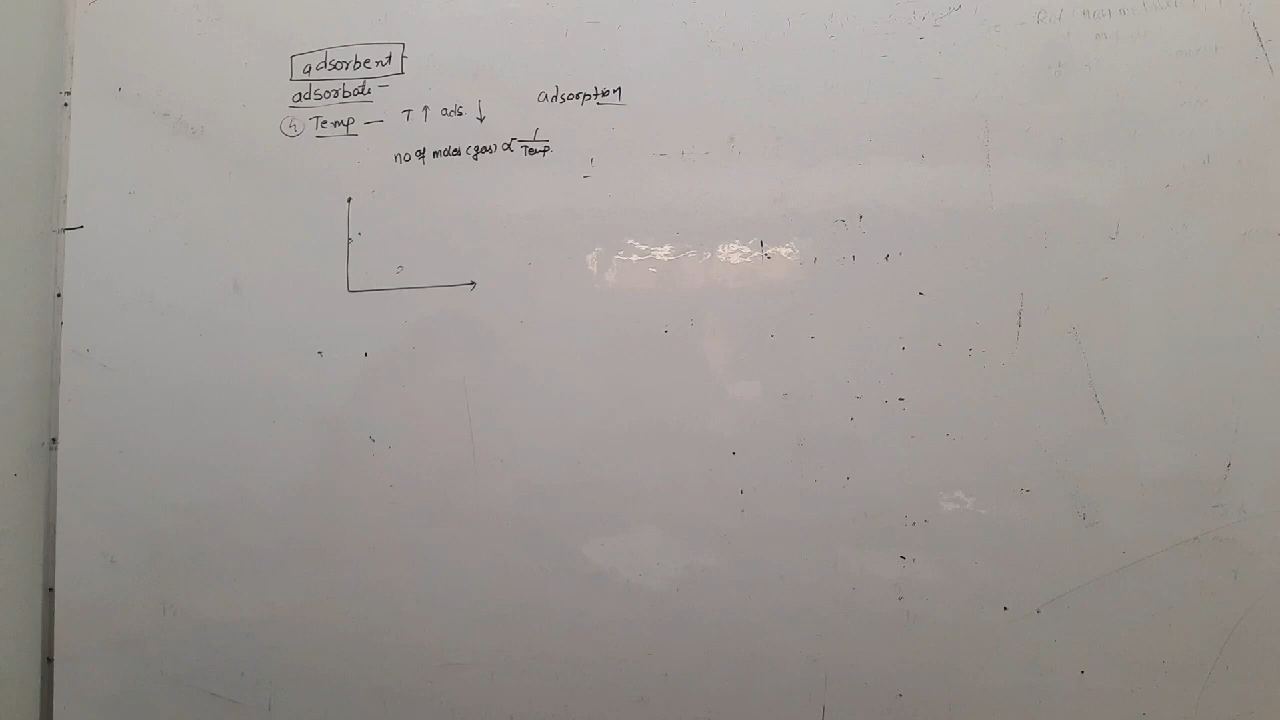 adsorbent
adsorbate -
adsorption
④ Temp — T ↑ ads. ↓
no of moles (gas) ∝ 1/Temp.